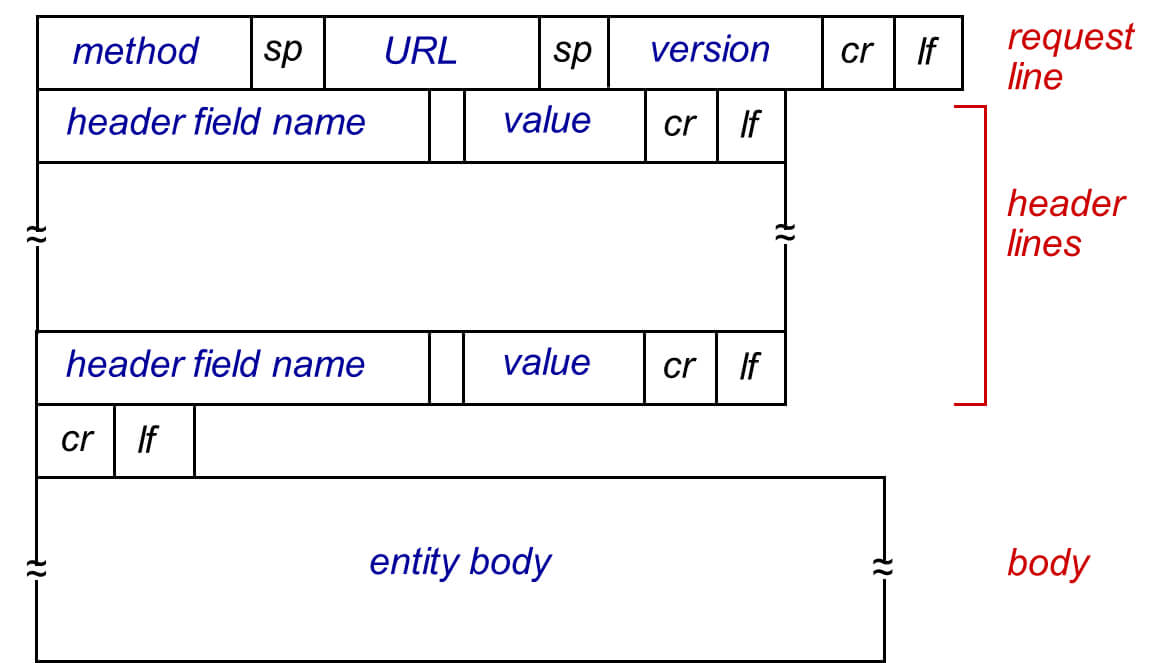 method sp URL sp version cr lf
request
line
header field name value cr lf
header
lines
header field name value cr lf
cr lf
entity body
body